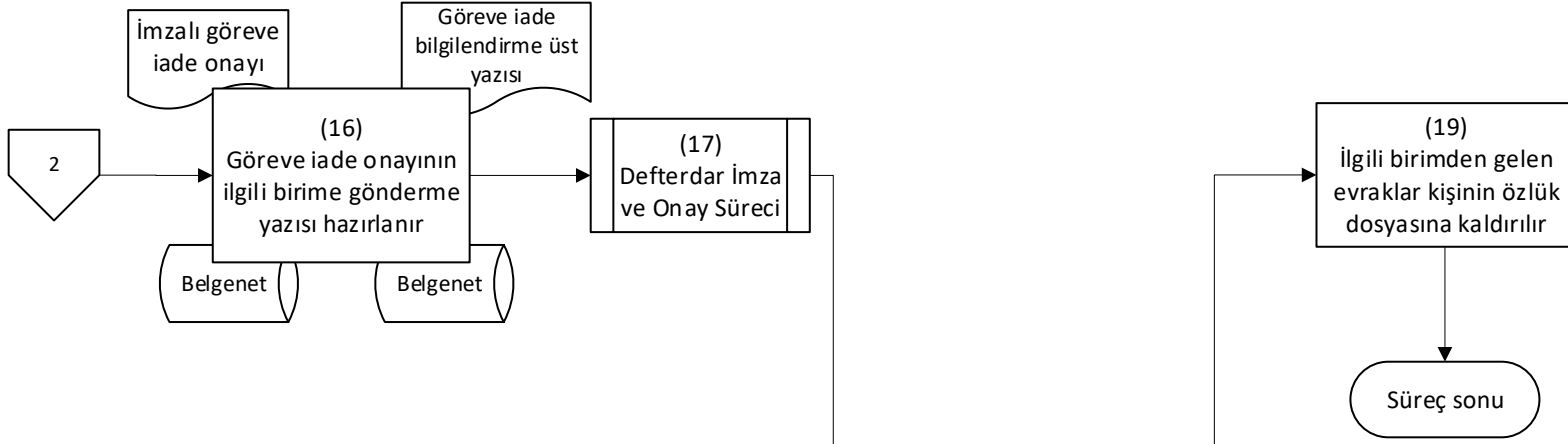 İmzalı göreve
iade onayı
Göreve iade
bilgilendirme üst
yazısı
2
(16)
Göreve iade onayının
ilgili birime gönderme
yazısı hazırlanır
Belgenet
Belgenet
(17)
Defterdar İmza
ve Onay Süreci
(19)
İlgili birimden gelen
evraklar kişinin özlük
dosyasına kaldırılır
Süreç sonu